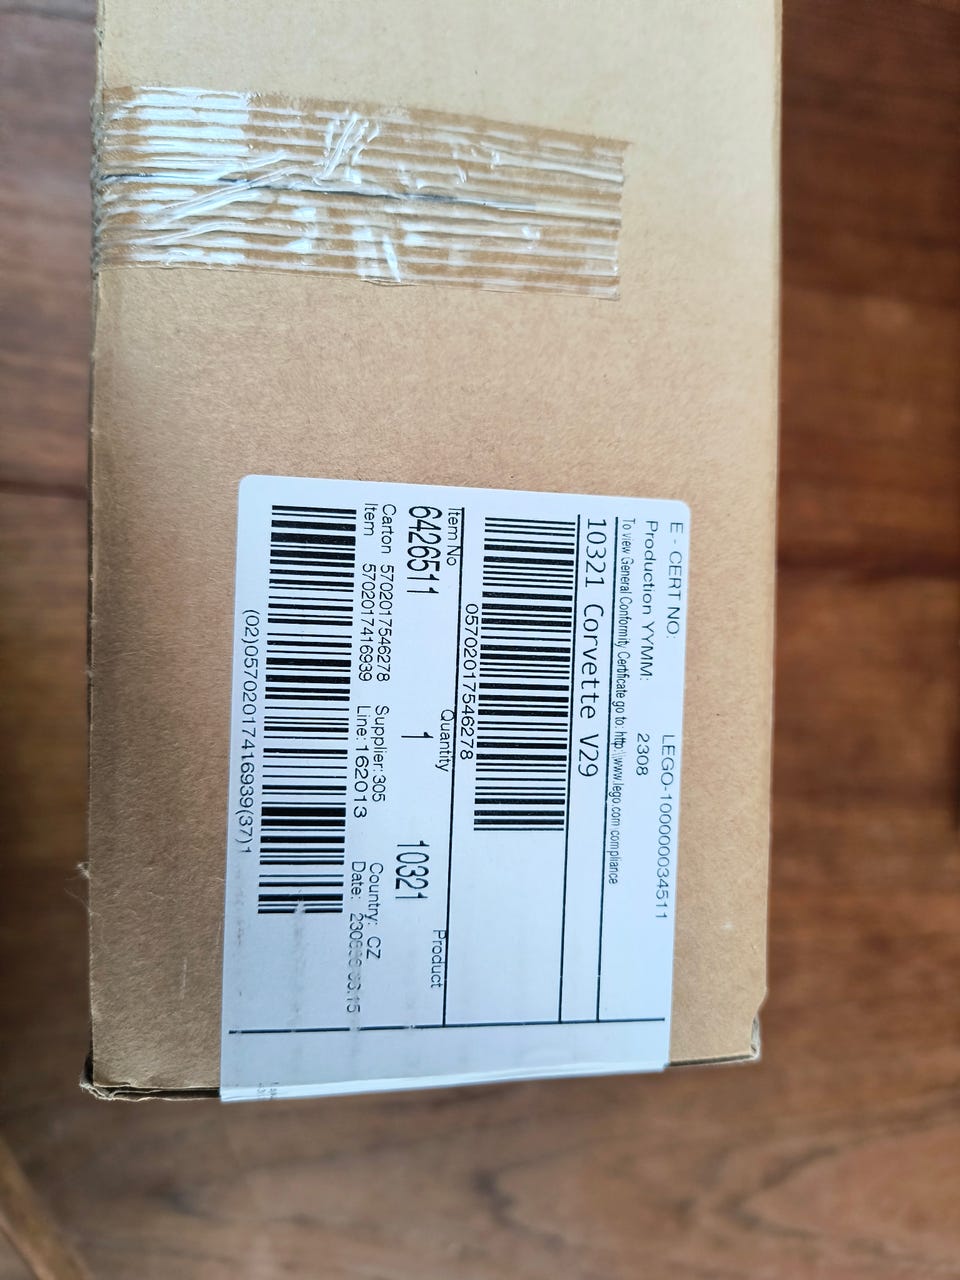 E - CERT NO: LEGO-100000034511
Production YYMM: 2308
To view General Conformity Certificate go to: http:\\www.lego.com\compliance
10321 Corvette V29
05702017546278
Item No Quantity Product
6426511 1 10321
Carton 5702017546278 Supplier:305 Country: CZ
Item 5702017416939 Line:162013 Date:
(02)05702017416939(37)1